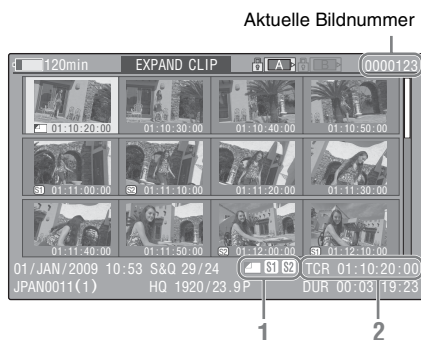 Aktuelle Bildnummer
120min EXPAND CLIP A B 0000123
01:10:20:00 01:10:30:00 01:10:40:00 01:10:50:00
S1 01:11:00:00 S2 01:11:10:00 01:11:20:00 01:11:30:00
01:11:40:00 01:11:50:00 S2 01:12:00:00 S1 01:12:10:00
01/JAN/2009 10:53 S&Q 29/24 S1 S2 TCR 01:10:20:00
JPAN0011(1) HQ 1920/23.9P DUR 00:03:19:23
1 2